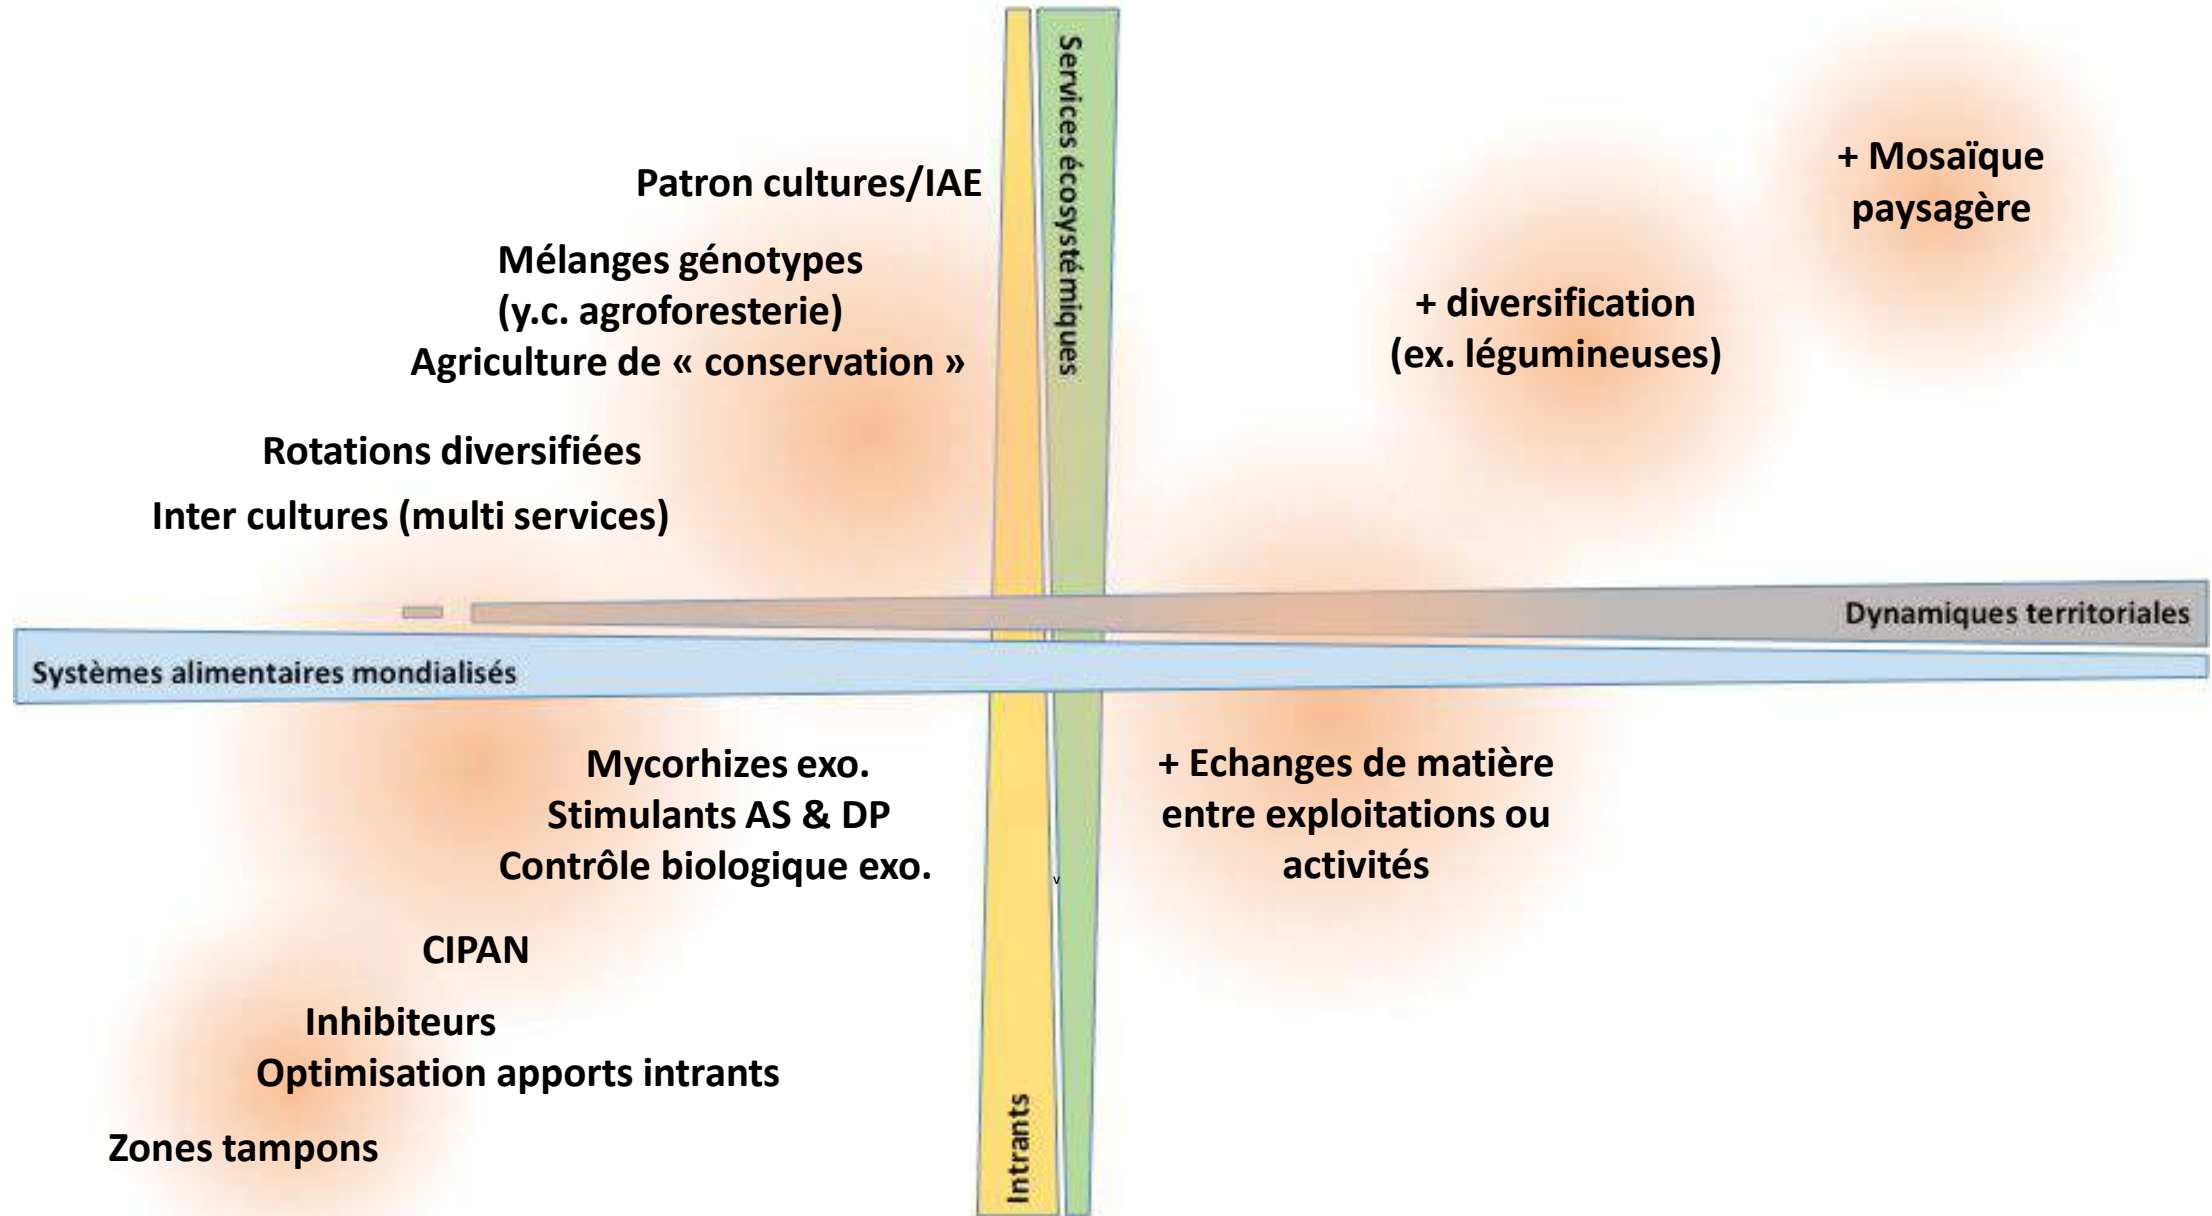 Services écosystémiques
Patron cultures/IAE
Mélanges génotypes
(y.c. agroforesterie)
Agriculture de « conservation »
Rotations diversifiées
Inter cultures (multi services)
+ Mosaïque
paysagère
+ diversification
(ex. légumineuses)
Dynamiques territoriales
Systèmes alimentaires mondialisés
Mycorhizes exo.
Stimulants AS & DP
Contrôle biologique exo.
+ Echanges de matière
entre exploitations ou
activités
v
CIPAN
Inhibiteurs
Optimisation apports intrants
Zones tampons
Intrants